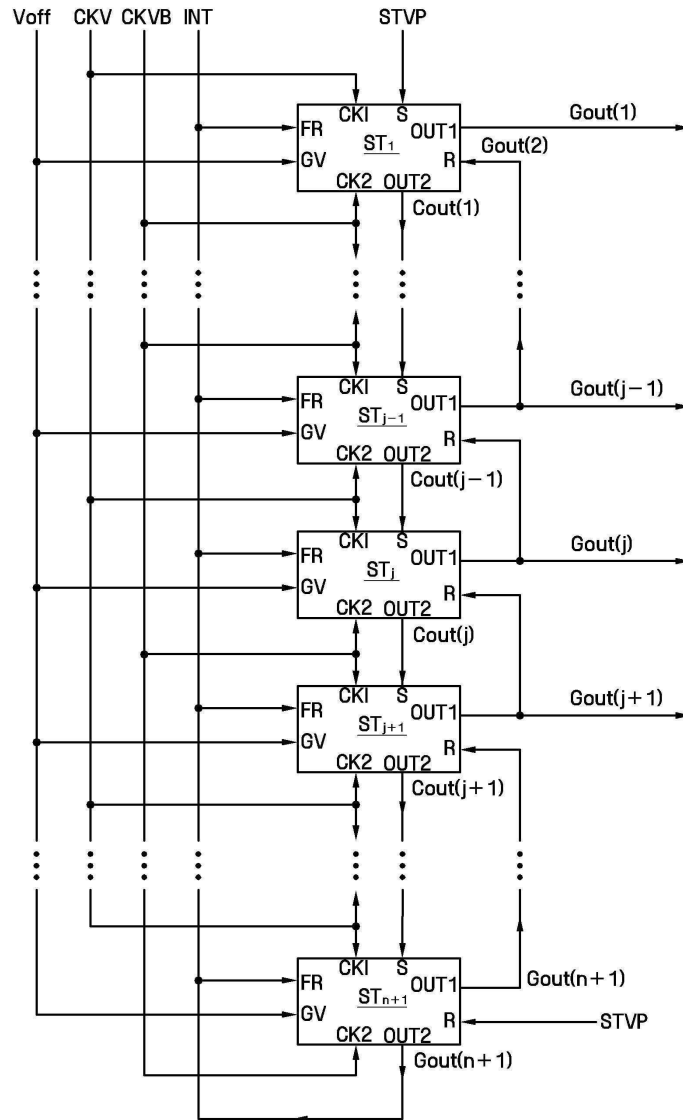 Voff CKV CKVB INT STVP
CKI S
FR OUT1 Gout(1)
ST₁ Gout(2)
GV R
CK2 OUT2
Cout(1)
CKI S
FR OUT1 Gout(j−1)
STⱼ₋₁
GV R
CK2 OUT2
Cout(j−1)
CKI S
FR OUT1 Gout(j)
STⱼ
GV R
CK2 OUT2
Cout(j)
CKI S
FR OUT1 Gout(j+1)
STⱼ₊₁
GV R
CK2 OUT2
Cout(j+1)
CKI S
FR OUT1 Gout(n+1)
STₙ₊₁
GV R STVP
CK2 OUT2
Gout(n+1)